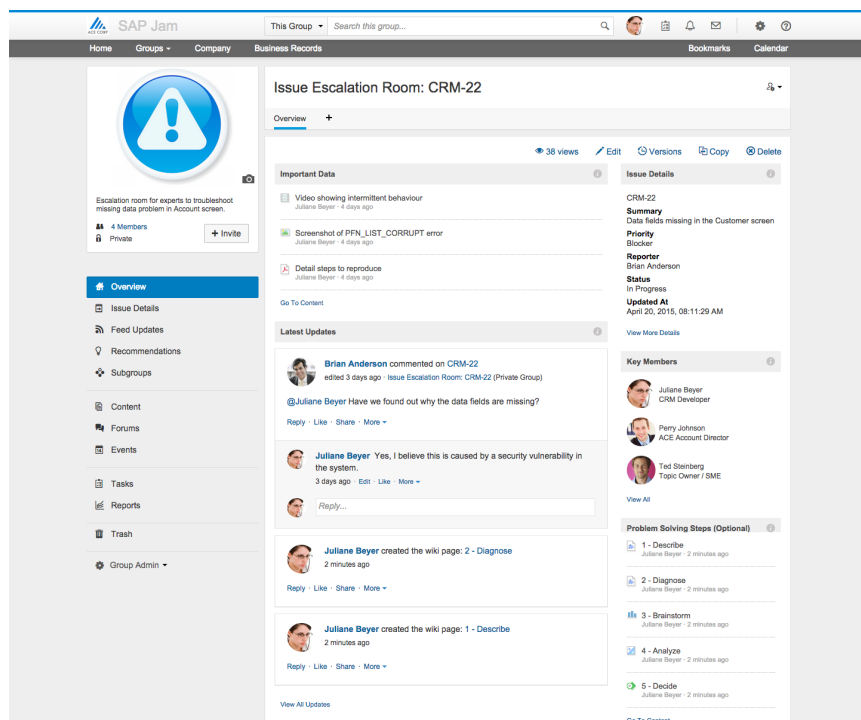 ACE CORP
SAP Jam
This Group
Search this group...
Home
Groups
Company
Business Records
Bookmarks
Calendar
Escalation room for experts to troubleshoot
missing data problem in Account screen.
4 Members
Private
+ Invite
Overview
Issue Details
Feed Updates
Recommendations
Subgroups
Content
Forums
Events
Tasks
Reports
Trash
Group Admin
Issue Escalation Room: CRM-22
Overview
+
38 views
Edit
Versions
Copy
Delete
Important Data
Video showing intermittent behaviour
Juliane Beyer · 4 days ago
Screenshot of PFN_LIST_CORRUPT error
Juliane Beyer · 4 days ago
Detail steps to reproduce
Juliane Beyer · 4 days ago
Go To Content
Latest Updates
Brian Anderson commented on CRM-22
edited 3 days ago · Issue Escalation Room: CRM-22 (Private Group)
@Juliane Beyer Have we found out why the data fields are missing?
Reply · Like · Share · More
Juliane Beyer Yes, I believe this is caused by a security vulnerability in
the system.
3 days ago · Edit · Like · More
Reply...
Juliane Beyer created the wiki page: 2 - Diagnose
2 minutes ago
Reply · Like · Share · More
Juliane Beyer created the wiki page: 1 - Describe
2 minutes ago
Reply · Like · Share · More
View All Updates
Issue Details
CRM-22
Summary
Data fields missing in the Customer screen
Priority
Blocker
Reporter
Brian Anderson
Status
In Progress
Updated At
April 20, 2015, 08:11:29 AM
View More Details
Key Members
Juliane Beyer
CRM Developer
Perry Johnson
ACE Account Director
Ted Steinberg
Topic Owner / SME
View All
Problem Solving Steps (Optional)
1 - Describe
Juliane Beyer · 2 minutes ago
2 - Diagnose
Juliane Beyer · 2 minutes ago
3 - Brainstorm
Juliane Beyer · 2 minutes ago
4 - Analyze
Juliane Beyer · 2 minutes ago
5 - Decide
Juliane Beyer · 2 minutes ago
Go To Content